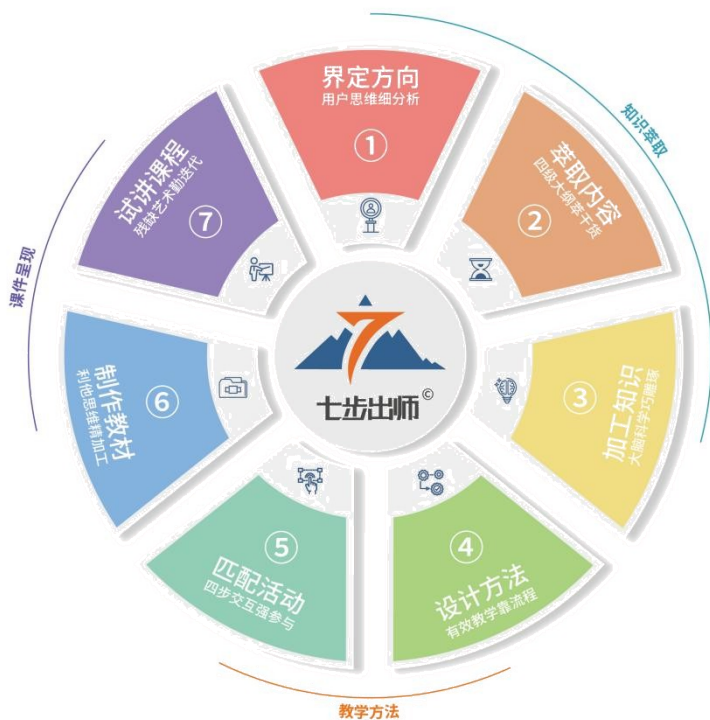 界定方向
用户思维细分析
①
知识萃取
萃取内容
四级大纲萃干货
②
③
加工知识
大脑科学巧雕琢
④
设计方法
有效教学靠流程
教学方法
⑤
匹配活动
四步交互强参与
⑥
制作教材
利他思维精加工
课件呈现
试讲课程
残缺艺术勤迭代
⑦
7
七步出师©